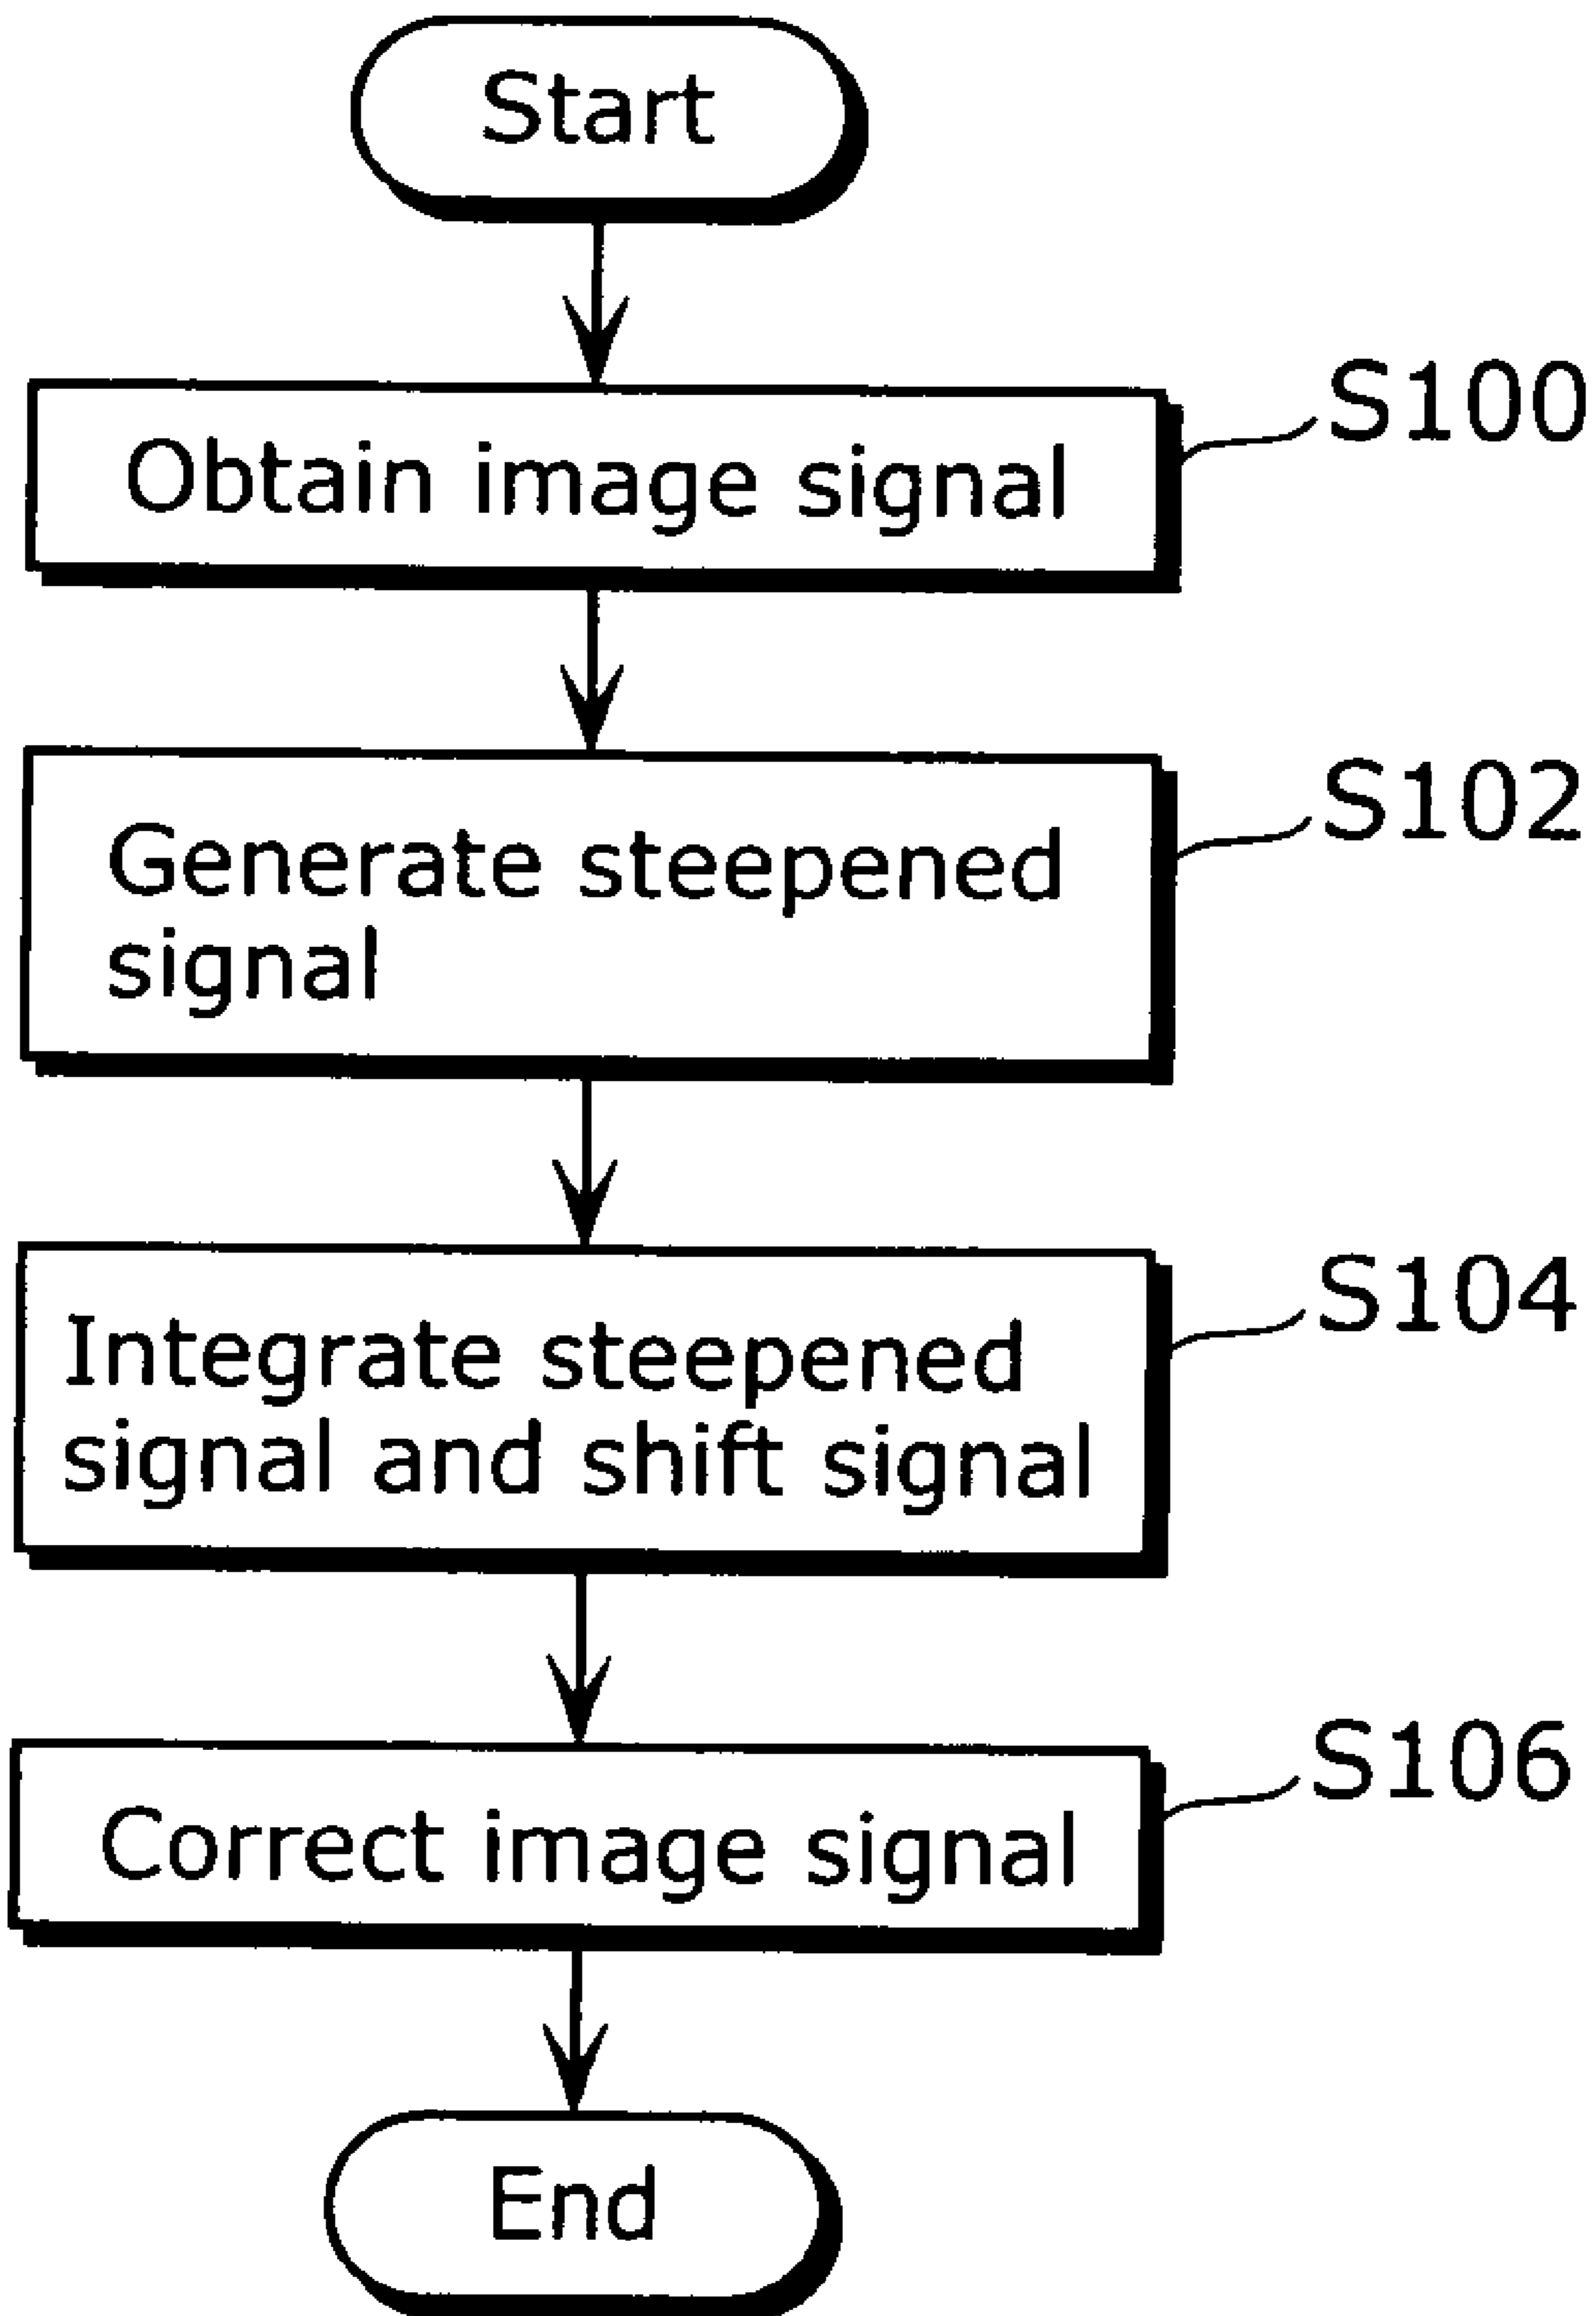 Start
S100
Obtain image signal
S102
Generate steepened
signal
S104
Integrate steepened
signal and shift signal
S106
Correct image signal
End